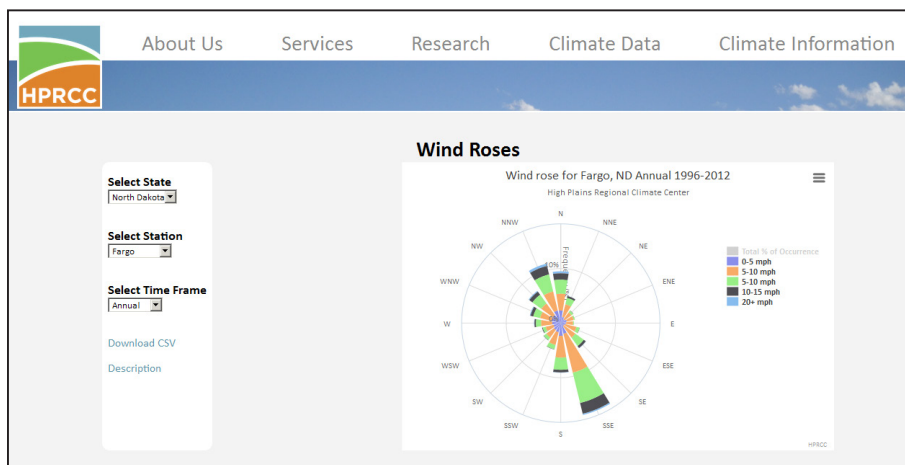 HPRCC
About Us Services Research Climate Data Climate Information
Wind Roses
Select State
North Dakota
Select Station
Fargo
Select Time Frame
Annual
Download CSV
Description
Wind rose for Fargo, ND Annual 1996-2012
High Plains Regional Climate Center
N
NNE
NE
ENE
E
ESE
SE
SSE
S
SSW
SW
WSW
W
WNW
NW
NNW
10%
Total % of Occurrence
0-5 mph
5-10 mph
5-10 mph
10-15 mph
20+ mph
HPRCC